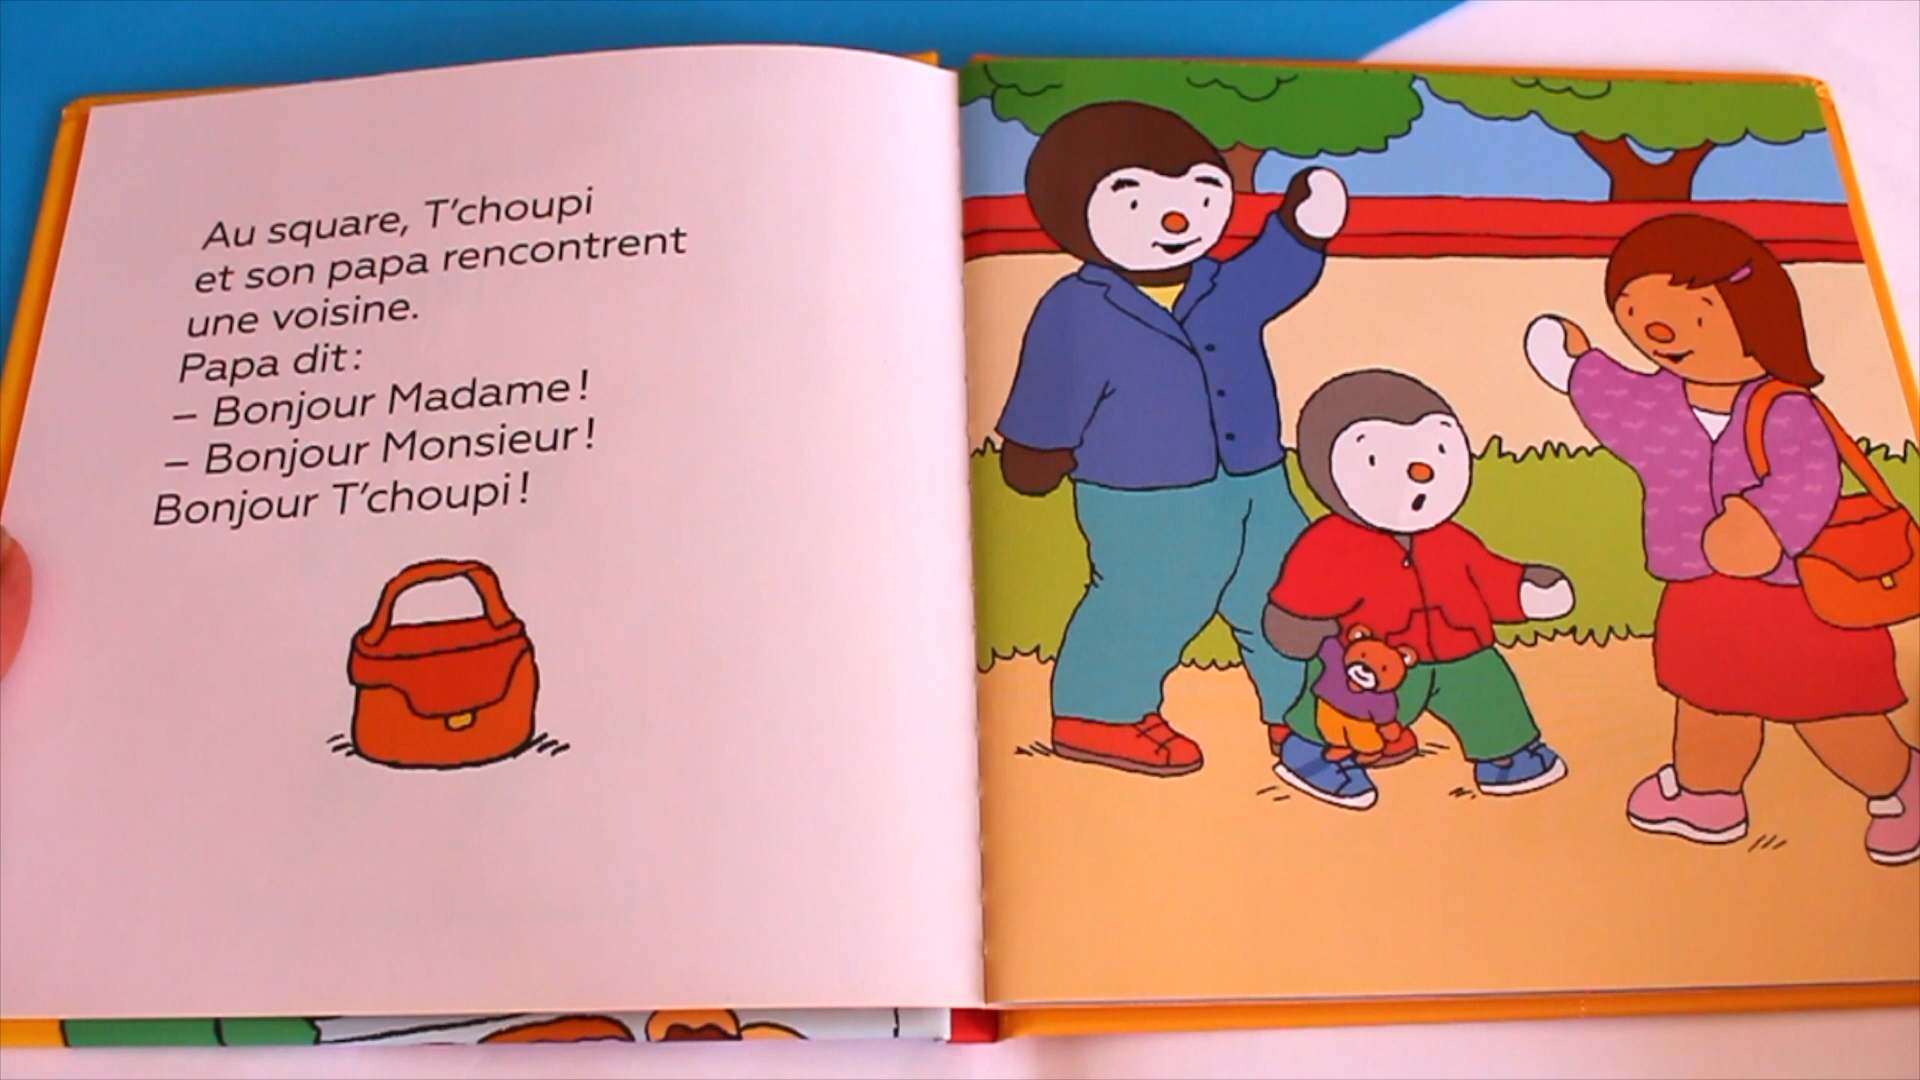 Au square, T'choupi
et son papa rencontrent
une voisine.
Papa dit :
– Bonjour Madame !
– Bonjour Monsieur !
Bonjour T'choupi !